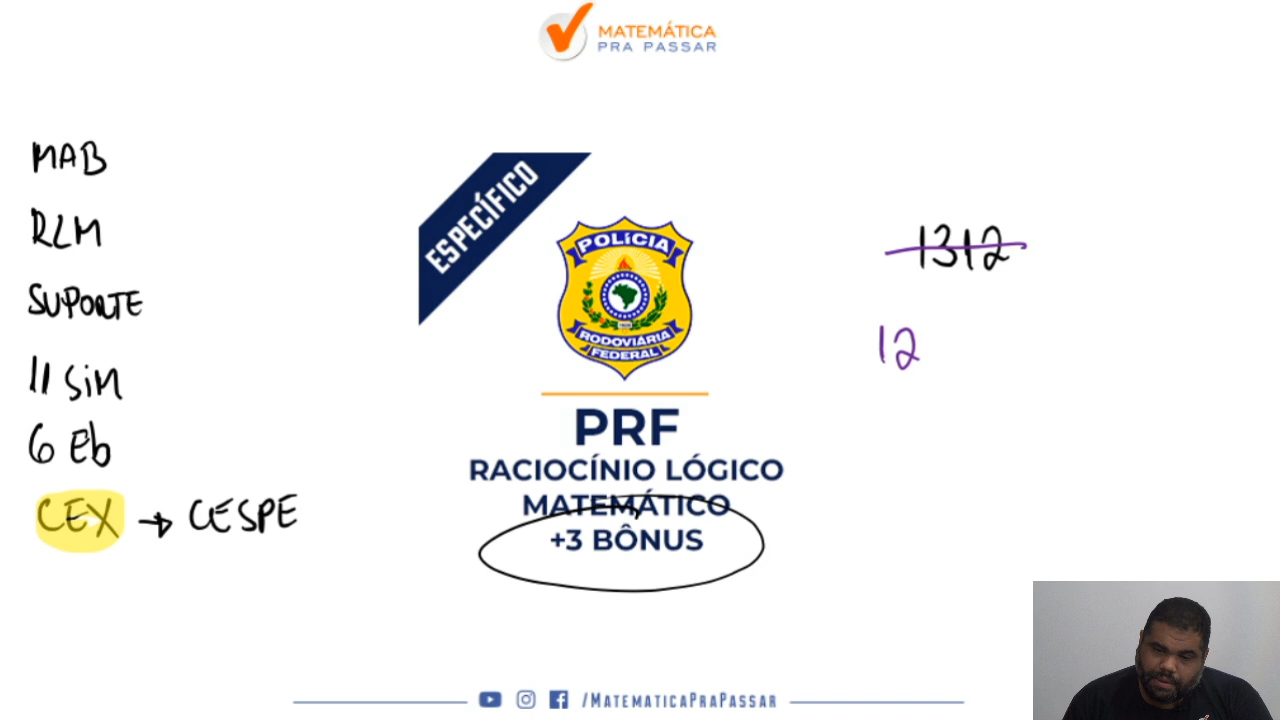 MATEMÁTICA
PRA PASSAR
MAB
RLM
SUPORTE
11 SIM
6 Eb
CEX → CESPE
ESPECÍFICO
POLÍCIA
RODOVIÁRIA
FEDERAL
PRF
RACIOCÍNIO LÓGICO
MATEMÁTICO
+3 BÔNUS
1312
12
/MATEMATICAPRAPASSAR